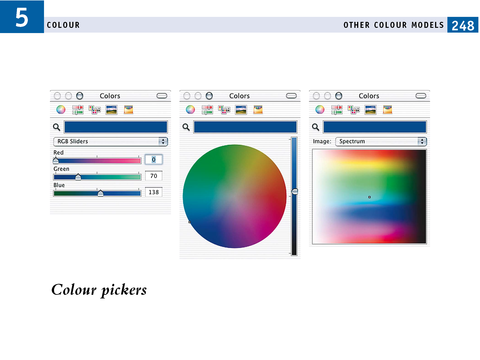 5
COLOUR
OTHER COLOUR MODELS 248
Colors
RGB Sliders
Red
0
Green
70
Blue
138
Colors
Colors
Image: Spectrum
Colour pickers